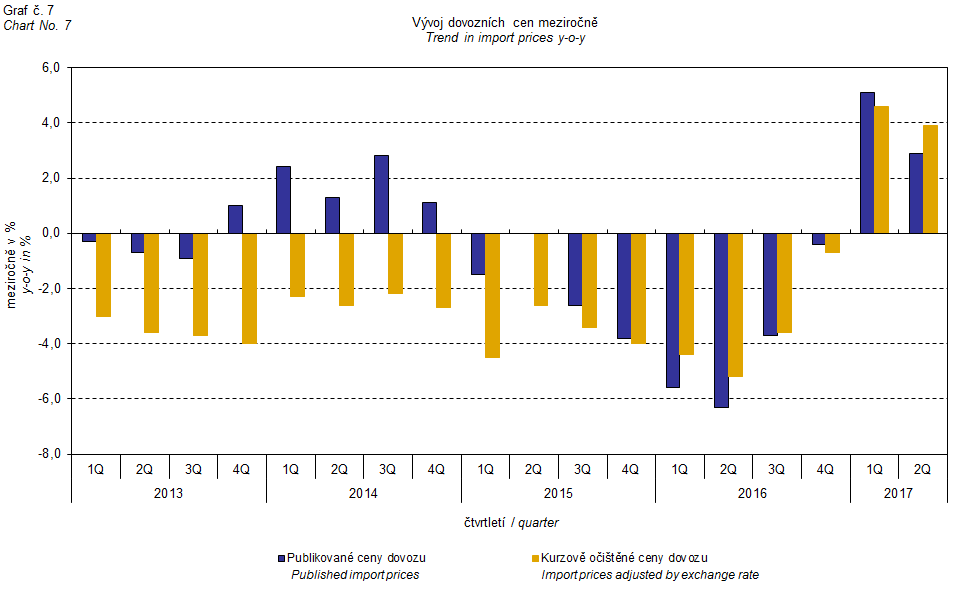 Graf č. 7
Chart No. 7
Vývoj dovozních cen meziročně
Trend in import prices y-o-y
6,0
4,0
2,0
0,0
-2,0
-4,0
-6,0
-8,0
meziročně v %
y-o-y in %
1Q 2Q 3Q 4Q 1Q 2Q 3Q 4Q 1Q 2Q 3Q 4Q 1Q 2Q 3Q 4Q 1Q 2Q
2013 2014 2015 2016 2017
čtvrtletí / quarter
Publikované ceny dovozu Kurzově očištěné ceny dovozu
Published import prices Import prices adjusted by exchange rate